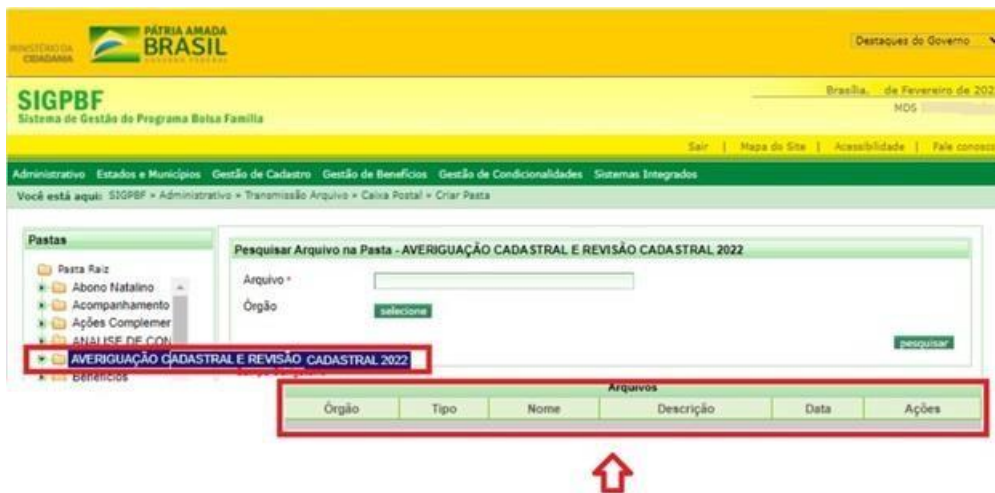 MINISTÉRIO DA
CIDADANIA
PÁTRIA AMADA
BRASIL
GOVERNO FEDERAL
Destaques do Governo
SIGPBF
Sistema de Gestão do Programa Bolsa Família
Brasília, de Fevereiro de 202
MDS
Sair | Mapa do Site | Acessibilidade | Fale conosco
Administrativo Estados e Municípios Gestão de Cadastro Gestão de Benefícios Gestão de Condicionalidades Sistemas Integrados
Você está aqui: SIGPBF » Administrativo » Transmissão Arquivo » Caixa Postal » Criar Pasta
Pastas
Pasta Raiz
Abono Natalino
Acompanhamento
Ações Complemer
ANALISE DE CON
AVERIGUAÇÃO CADASTRAL E REVISÃO CADASTRAL 2022
Benefícios
Pesquisar Arquivo na Pasta - AVERIGUAÇÃO CADASTRAL E REVISÃO CADASTRAL 2022
Arquivo *
Órgão selecione
pesquisar
Arquivos
Órgão Tipo Nome Descrição Data Ações